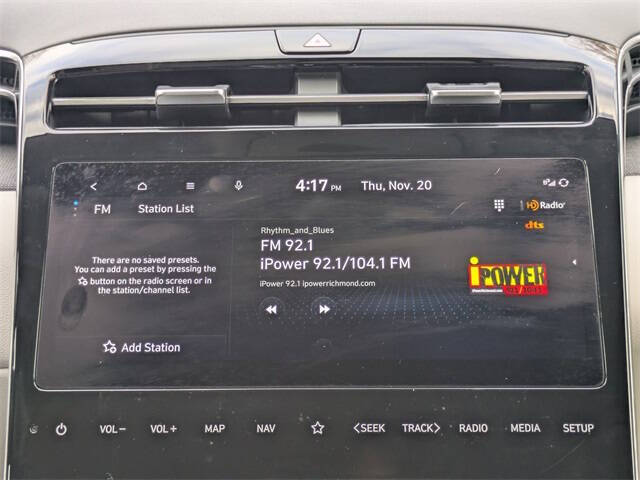 4:17 PM Thu, Nov. 20
FM Station List
HD Radio
dts
There are no saved presets.
You can add a preset by pressing the
button on the radio screen or in
the station/channel list.
Add Station
Rhythm_and_Blues
FM 92.1
iPower 92.1/104.1 FM
iPower 92.1 ipowerrichmond.com
iPOWER
VOL− VOL+ MAP NAV SEEK TRACK RADIO MEDIA SETUP